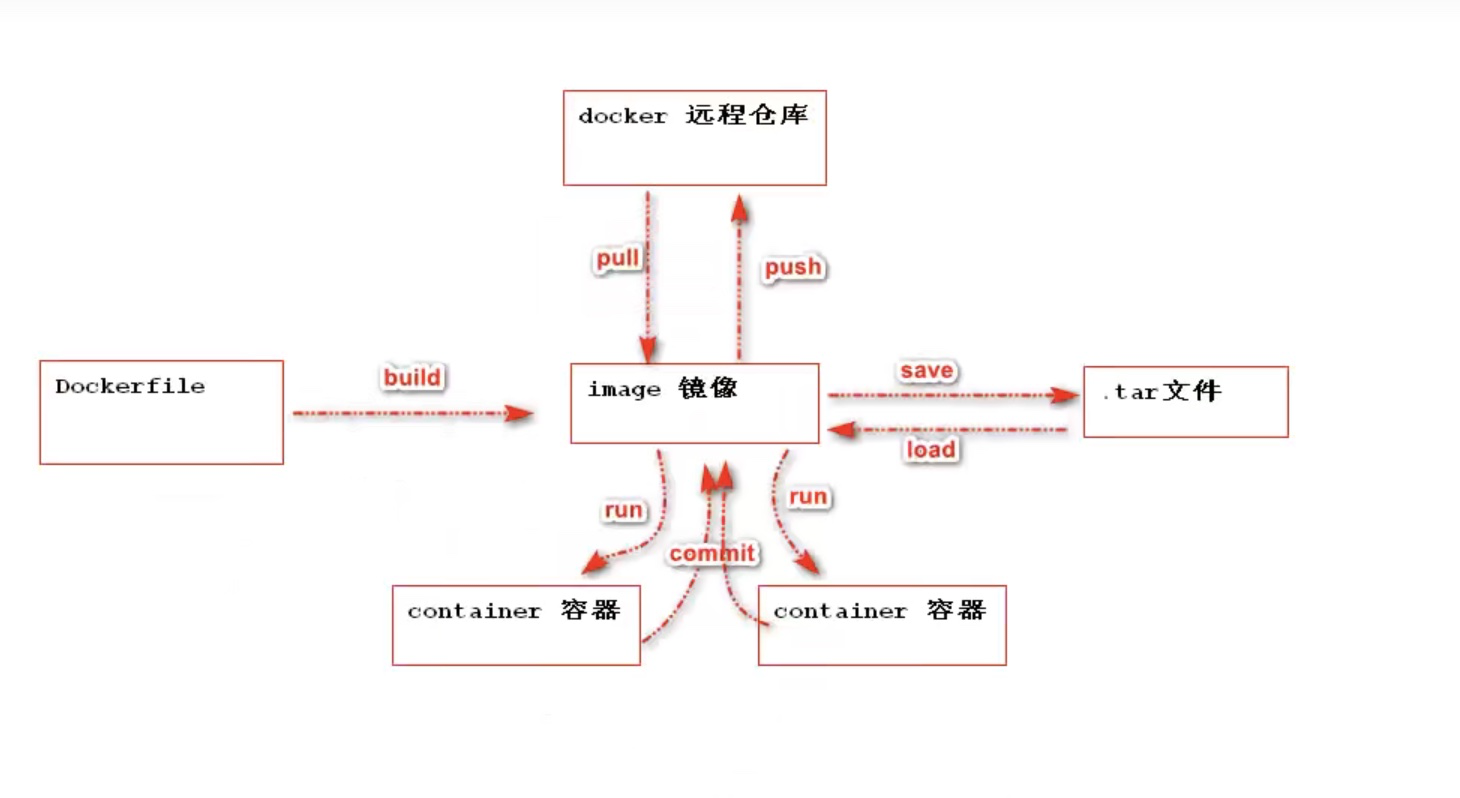 docker 远程仓库
pull
push
Dockerfile
build
image 镜像
save
load
.tar文件
run
run
commit
container 容器
container 容器